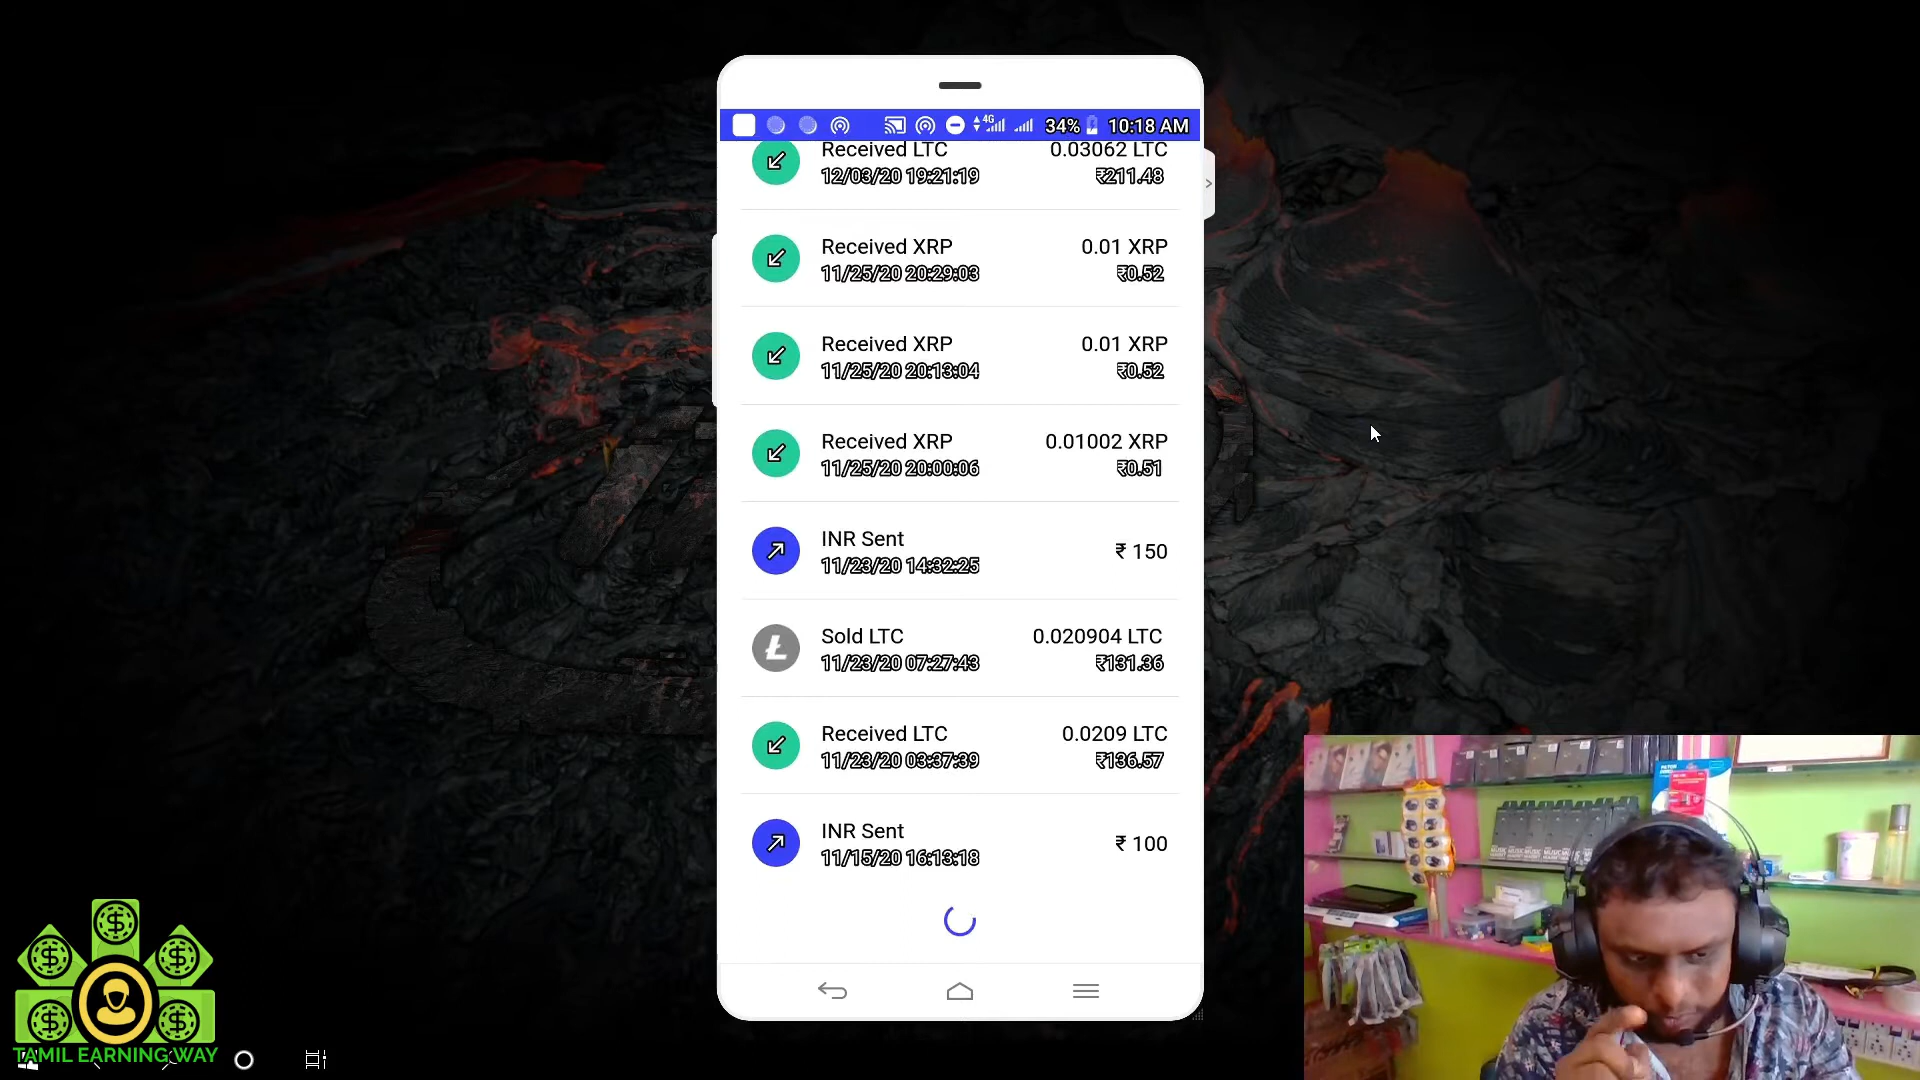 4G 34% 10:18 AM
Received LTC 0.03062 LTC
12/03/20 19:21:19 ₹211.48
Received XRP 0.01 XRP
11/25/20 20:29:03 ₹0.52
Received XRP 0.01 XRP
11/25/20 20:13:04 ₹0.52
Received XRP 0.01002 XRP
11/25/20 20:00:06 ₹0.51
INR Sent ₹ 150
11/23/20 14:32:25
Sold LTC 0.020904 LTC
11/23/20 07:27:43 ₹131.36
Received LTC 0.0209 LTC
11/23/20 03:37:39 ₹136.57
INR Sent ₹ 100
11/15/20 16:13:18
TAMIL EARNING WAY